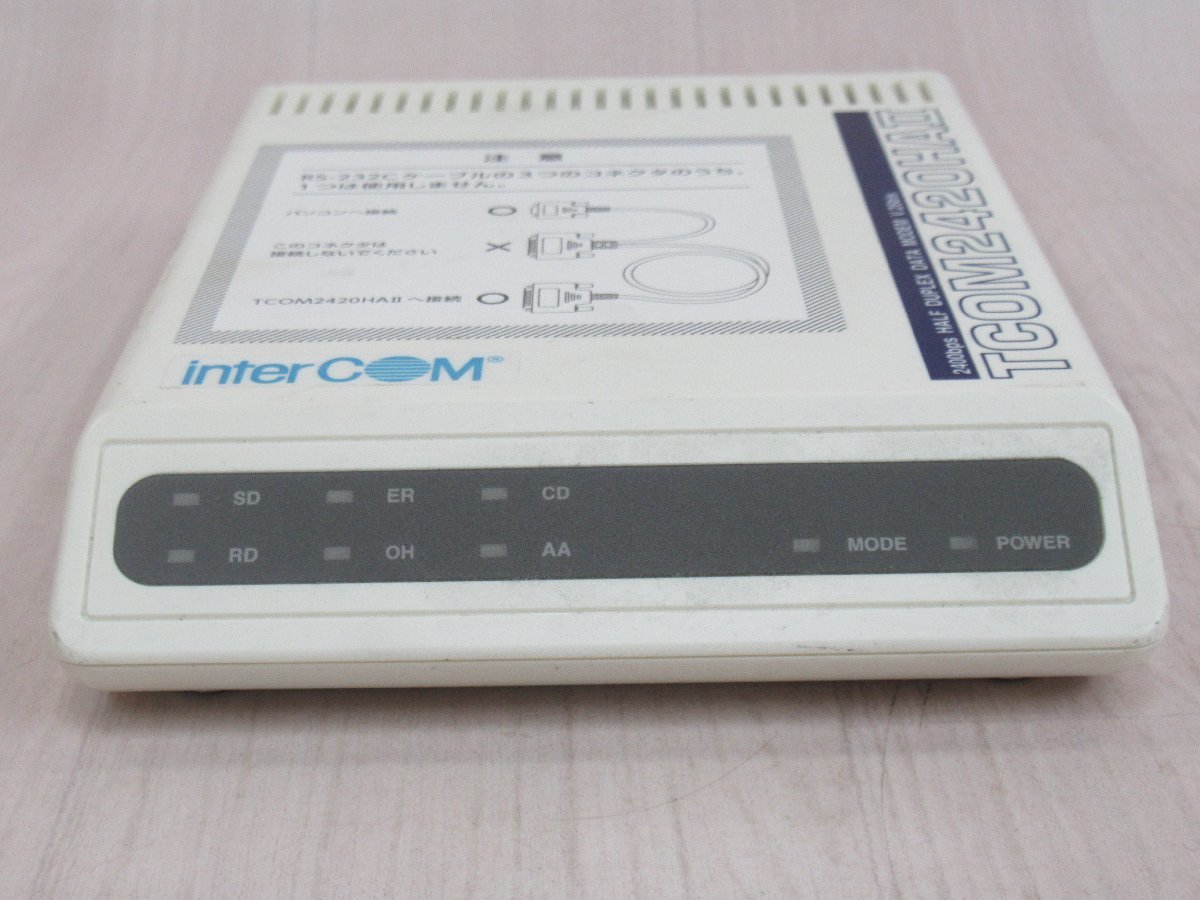 注 意
RS-232Cケーブルの3つのコネクタのうち、
1つは使用しません。
パソコンへ接続 ○
このコネクタは
接続しないでください ×
TCOM2420HAⅡへ接続 ○
inter COM®
2400bps HALF DUPLEX DATA MODEM V.26bis
TCOM2420HAⅡ
SD ER CD
RD OH AA MODE POWER